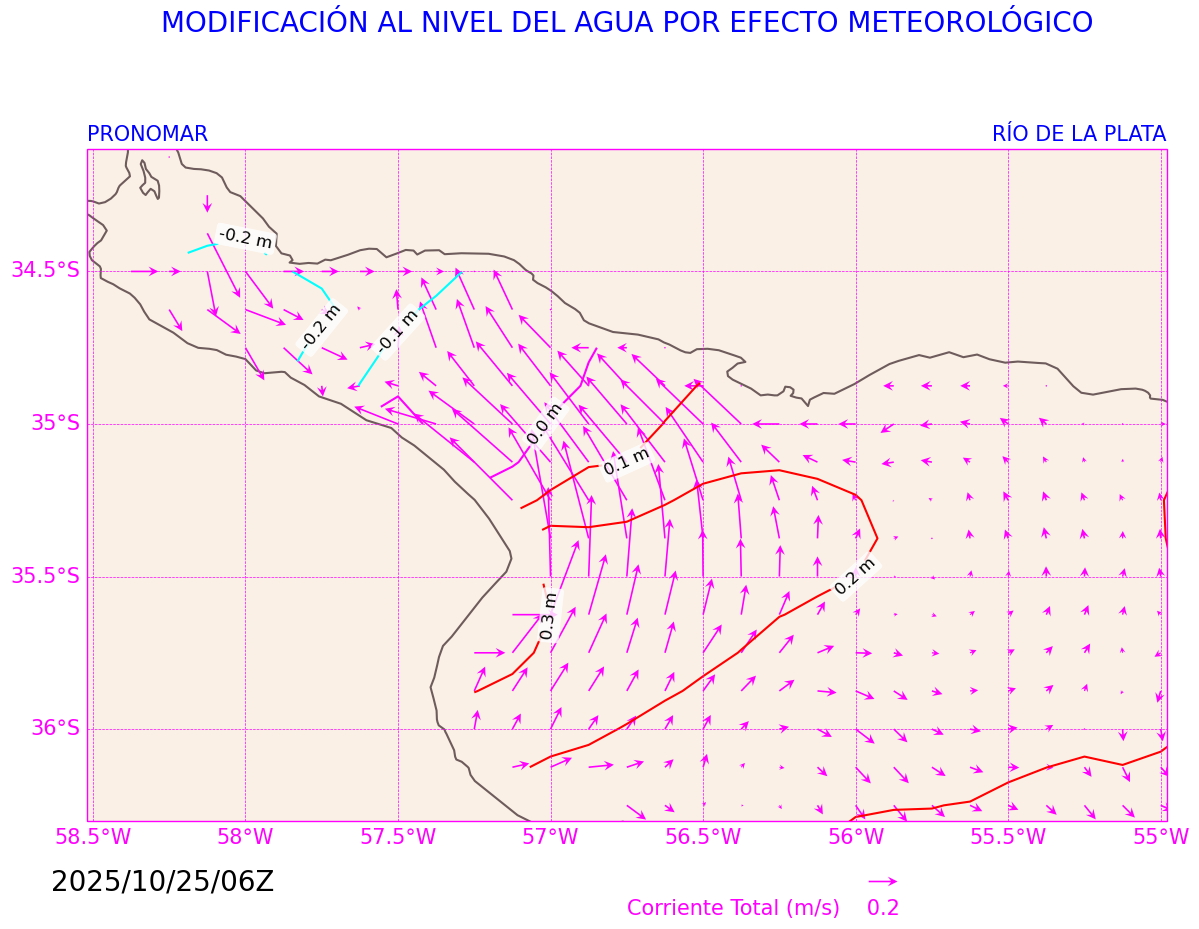 MODIFICACIÓN AL NIVEL DEL AGUA POR EFECTO METEOROLÓGICO
PRONOMAR
RÍO DE LA PLATA
-0.2 m
34.5°S
-0.2 m
-0.1 m
35°S
0.0 m
0.1 m
35.5°S
0.2 m
0.3 m
36°S
58.5°W 58°W 57.5°W 57°W 56.5°W 56°W 55.5°W 55°W
2025/10/25/06Z
Corriente Total (m/s) 0.2